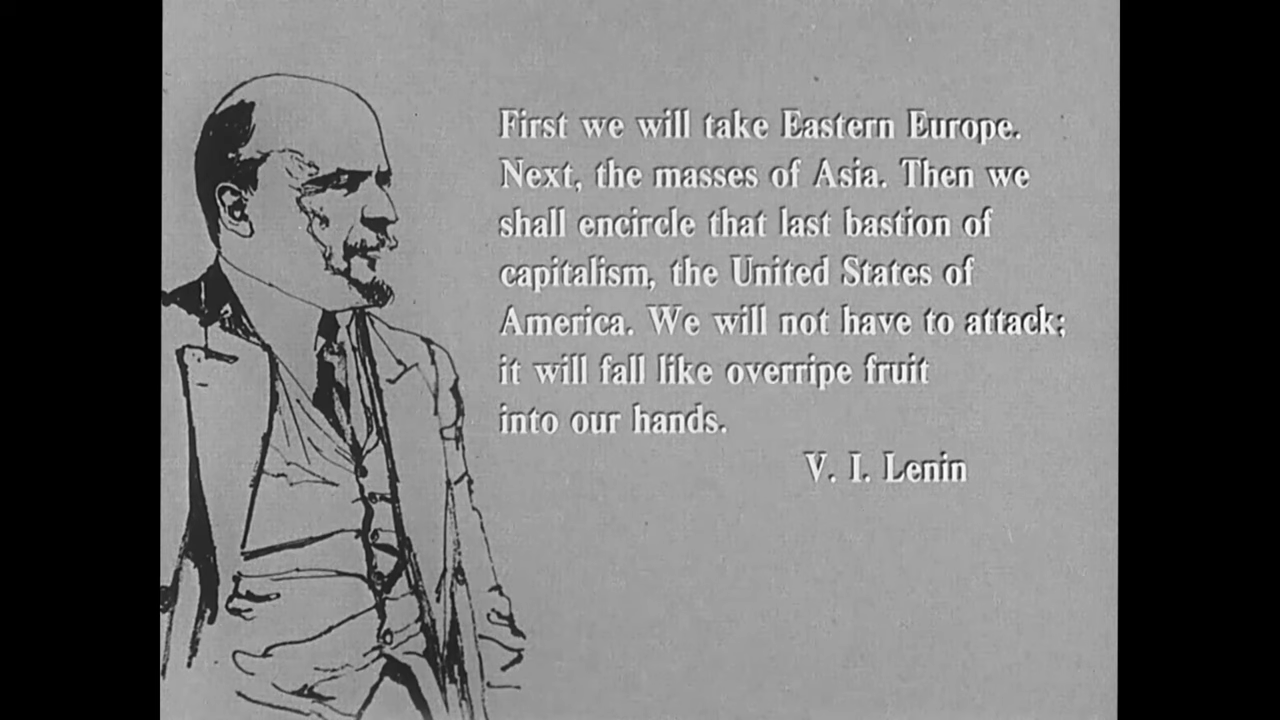 First we will take Eastern Europe.
Next, the masses of Asia. Then we
shall encircle that last bastion of
capitalism, the United States of
America. We will not have to attack;
it will fall like overripe fruit
into our hands.
V. I. Lenin